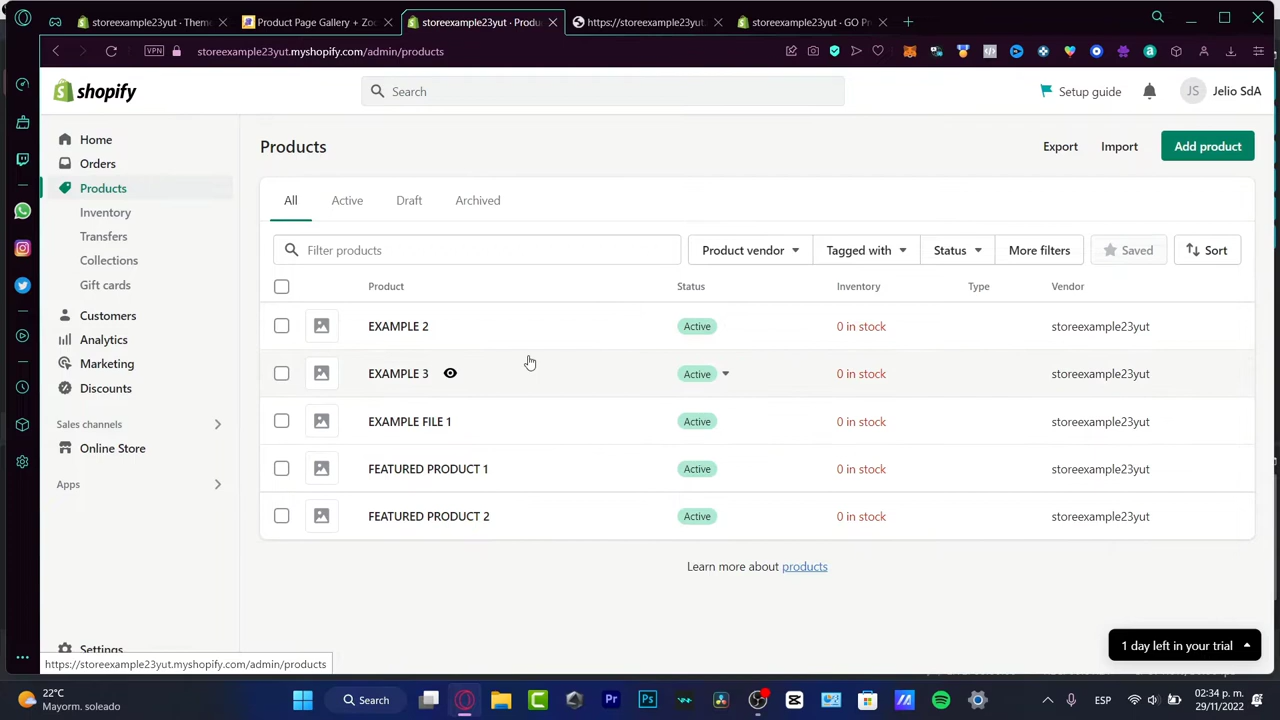 storeexample23yut · Them
Product Page Gallery + Zo
storeexample23yut · Produ
https://storeexample23yut.
storeexample23yut · GO Pr
VPN
storeexample23yut.myshopify.com/admin/products
shopify
Search
Setup guide
JS
Jelio SdA
Home
Orders
Products
Inventory
Transfers
Collections
Gift cards
Customers
Analytics
Marketing
Discounts
Sales channels
Online Store
Apps
Settings
Products
Export
Import
Add product
All
Active
Draft
Archived
Filter products
Product vendor
Tagged with
Status
More filters
Saved
Sort
Product
Status
Inventory
Type
Vendor
EXAMPLE 2
Active
0 in stock
storeexample23yut
EXAMPLE 3
Active
0 in stock
storeexample23yut
EXAMPLE FILE 1
Active
0 in stock
storeexample23yut
FEATURED PRODUCT 1
Active
0 in stock
storeexample23yut
FEATURED PRODUCT 2
Active
0 in stock
storeexample23yut
Learn more about products
1 day left in your trial
https://storeexample23yut.myshopify.com/admin/products
22°C
Mayorm. soleado
Search
Pr
Ps
ESP
02:34 p. m.
29/11/2022